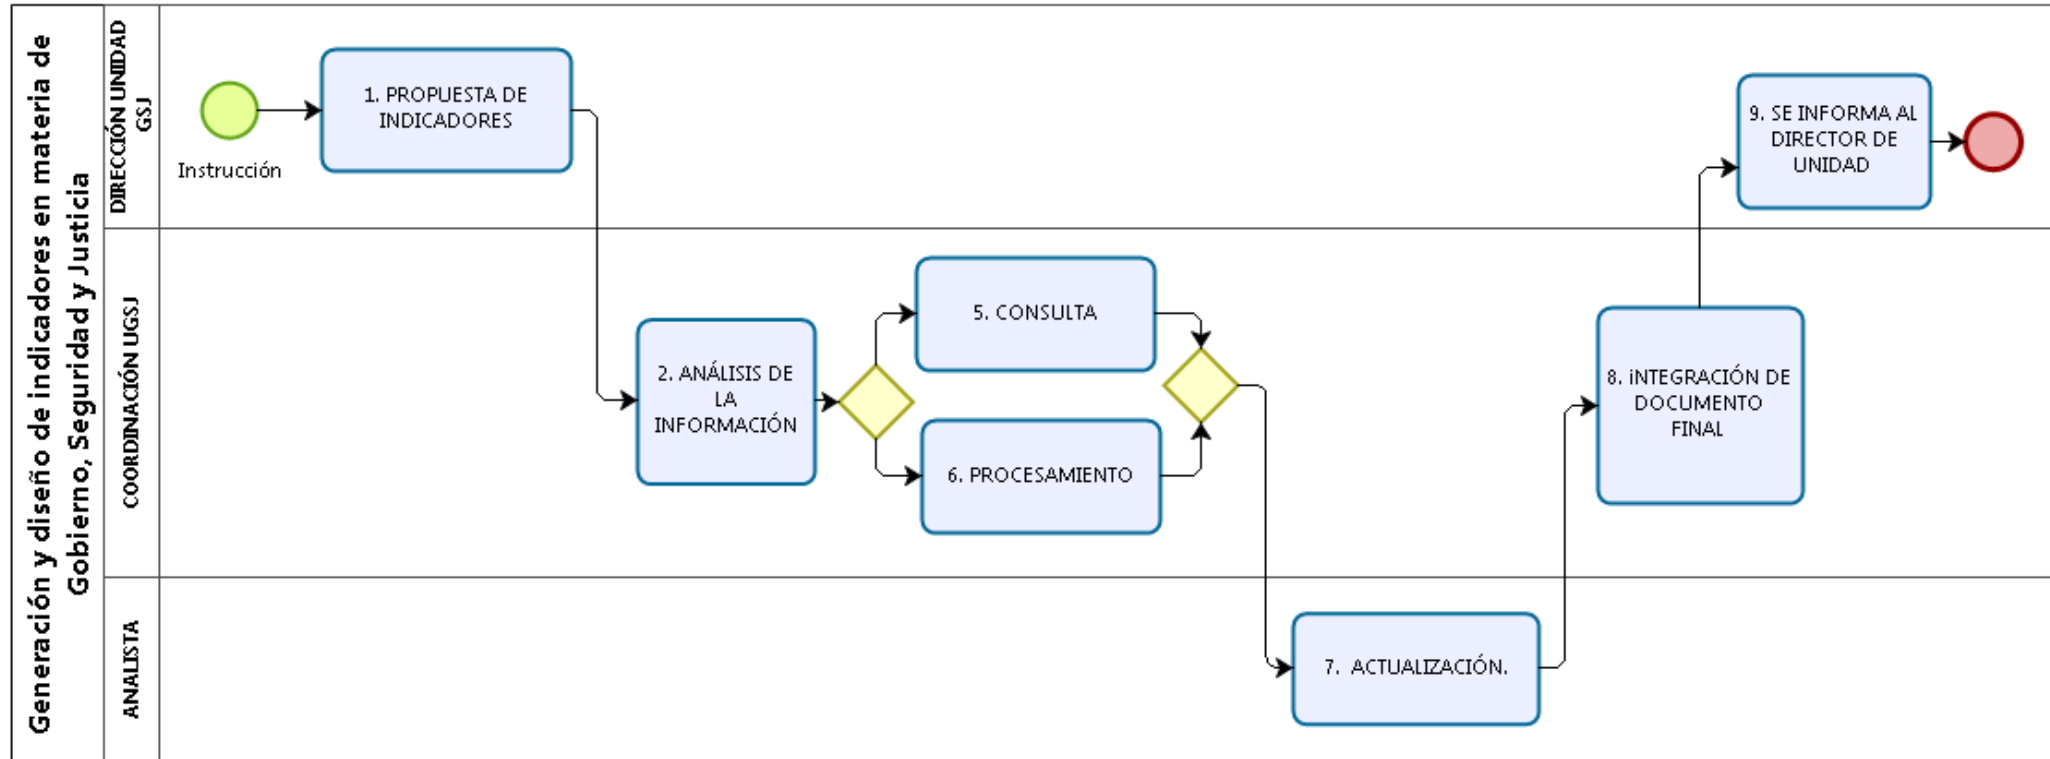 Generación y diseño de indicadores en materia de
Gobierno, Seguridad y Justicia
DIRECCIÓN UNIDAD
GSJ
Instrucción
1. PROPUESTA DE
INDICADORES
9. SE INFORMA AL
DIRECTOR DE
UNIDAD
COORDINACIÓN UGSJ
2. ANÁLISIS DE
LA
INFORMACIÓN
5. CONSULTA
6. PROCESAMIENTO
8. iNTEGRACIÓN DE
DOCUMENTO
FINAL
ANALISTA
7. ACTUALIZACIÓN.